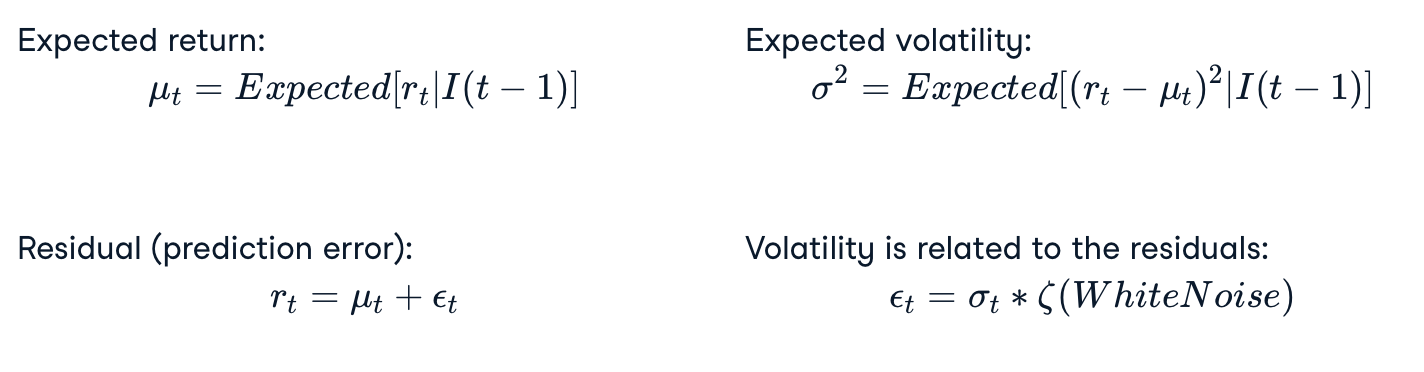 Expected return:
μ_t = Expected[r_t|I(t − 1)]
Expected volatility:
σ² = Expected[(r_t − μ_t)²|I(t − 1)]
Residual (prediction error):
r_t = μ_t + ϵ_t
Volatility is related to the residuals:
ϵ_t = σ_t * ζ(WhiteNoise)